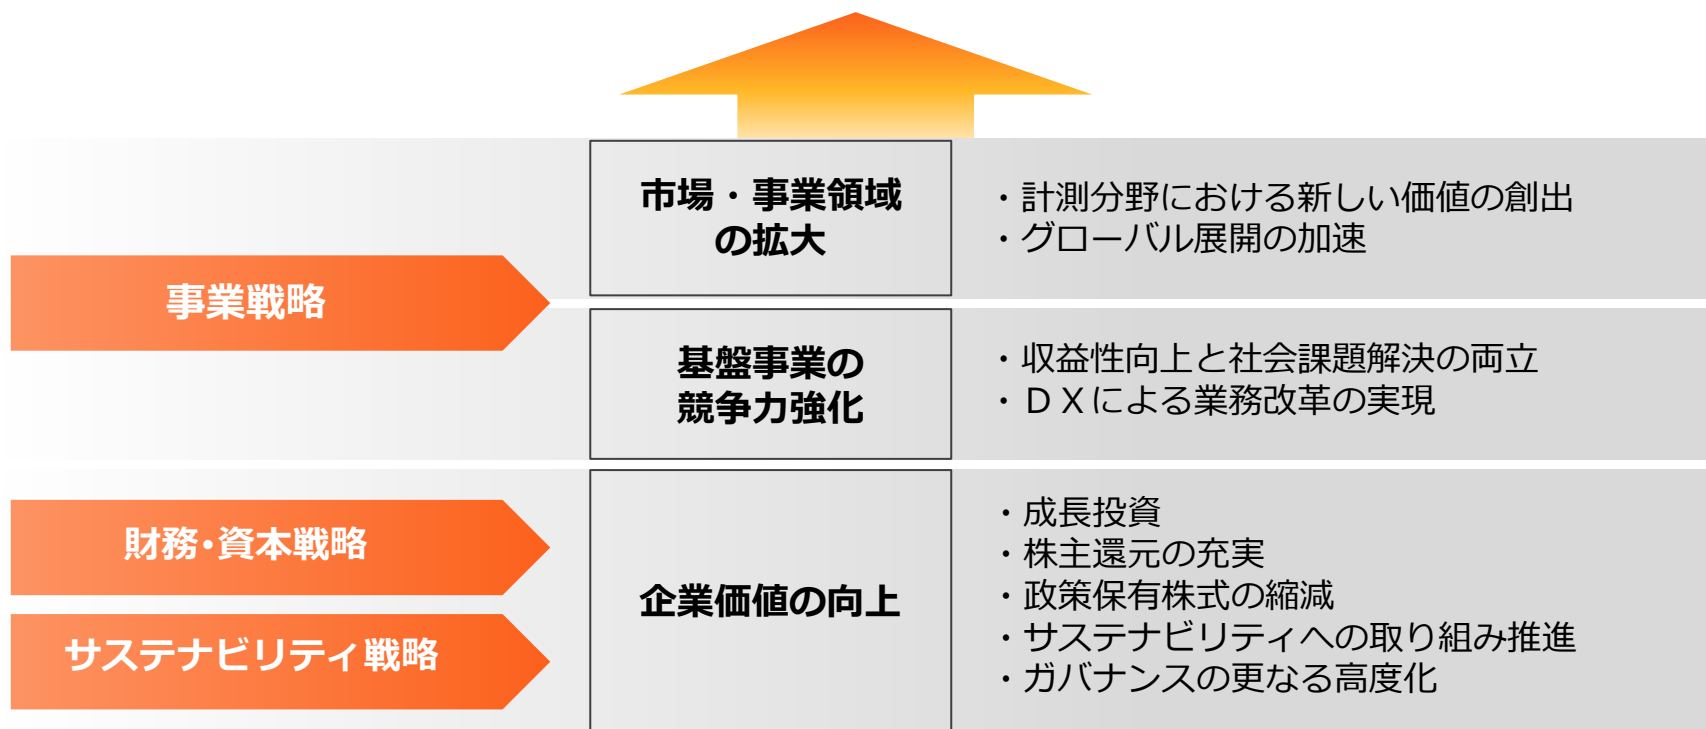 市場・事業領域
の拡大
・計測分野における新しい価値の創出
・グローバル展開の加速
事業戦略
基盤事業の
競争力強化
・収益性向上と社会課題解決の両立
・ＤＸによる業務改革の実現
財務・資本戦略
サステナビリティ戦略
企業価値の向上
・成長投資
・株主還元の充実
・政策保有株式の縮減
・サステナビリティへの取り組み推進
・ガバナンスの更なる高度化